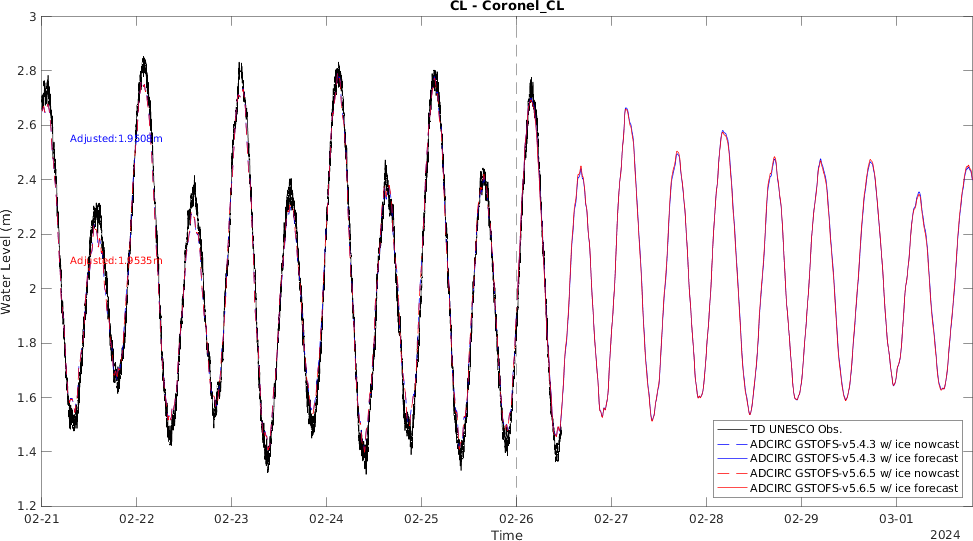 CL - Coronel_CL
3
2.8
2.6
2.4
2.2
2
1.8
1.6
1.4
1.2
Water Level (m)
Adjusted:1.9508m
Adjusted:1.9535m
TD UNESCO Obs.
ADCIRC GSTOFS-v5.4.3 w/ ice nowcast
ADCIRC GSTOFS-v5.4.3 w/ ice forecast
ADCIRC GSTOFS-v5.6.5 w/ ice nowcast
ADCIRC GSTOFS-v5.6.5 w/ ice forecast
02-21 02-22 02-23 02-24 02-25 02-26 02-27 02-28 02-29 03-01
Time
2024